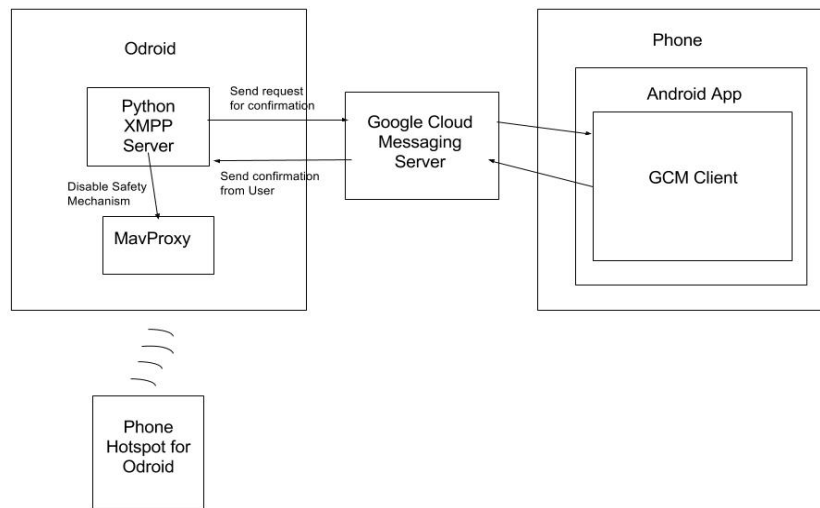 Odroid
Python
XMPP
Server
Send request
for confirmation
Google Cloud
Messaging
Server
Send confirmation
from User
Disable Safety
Mechanism
MavProxy
Phone
Android App
GCM Client
Phone
Hotspot for
Odroid